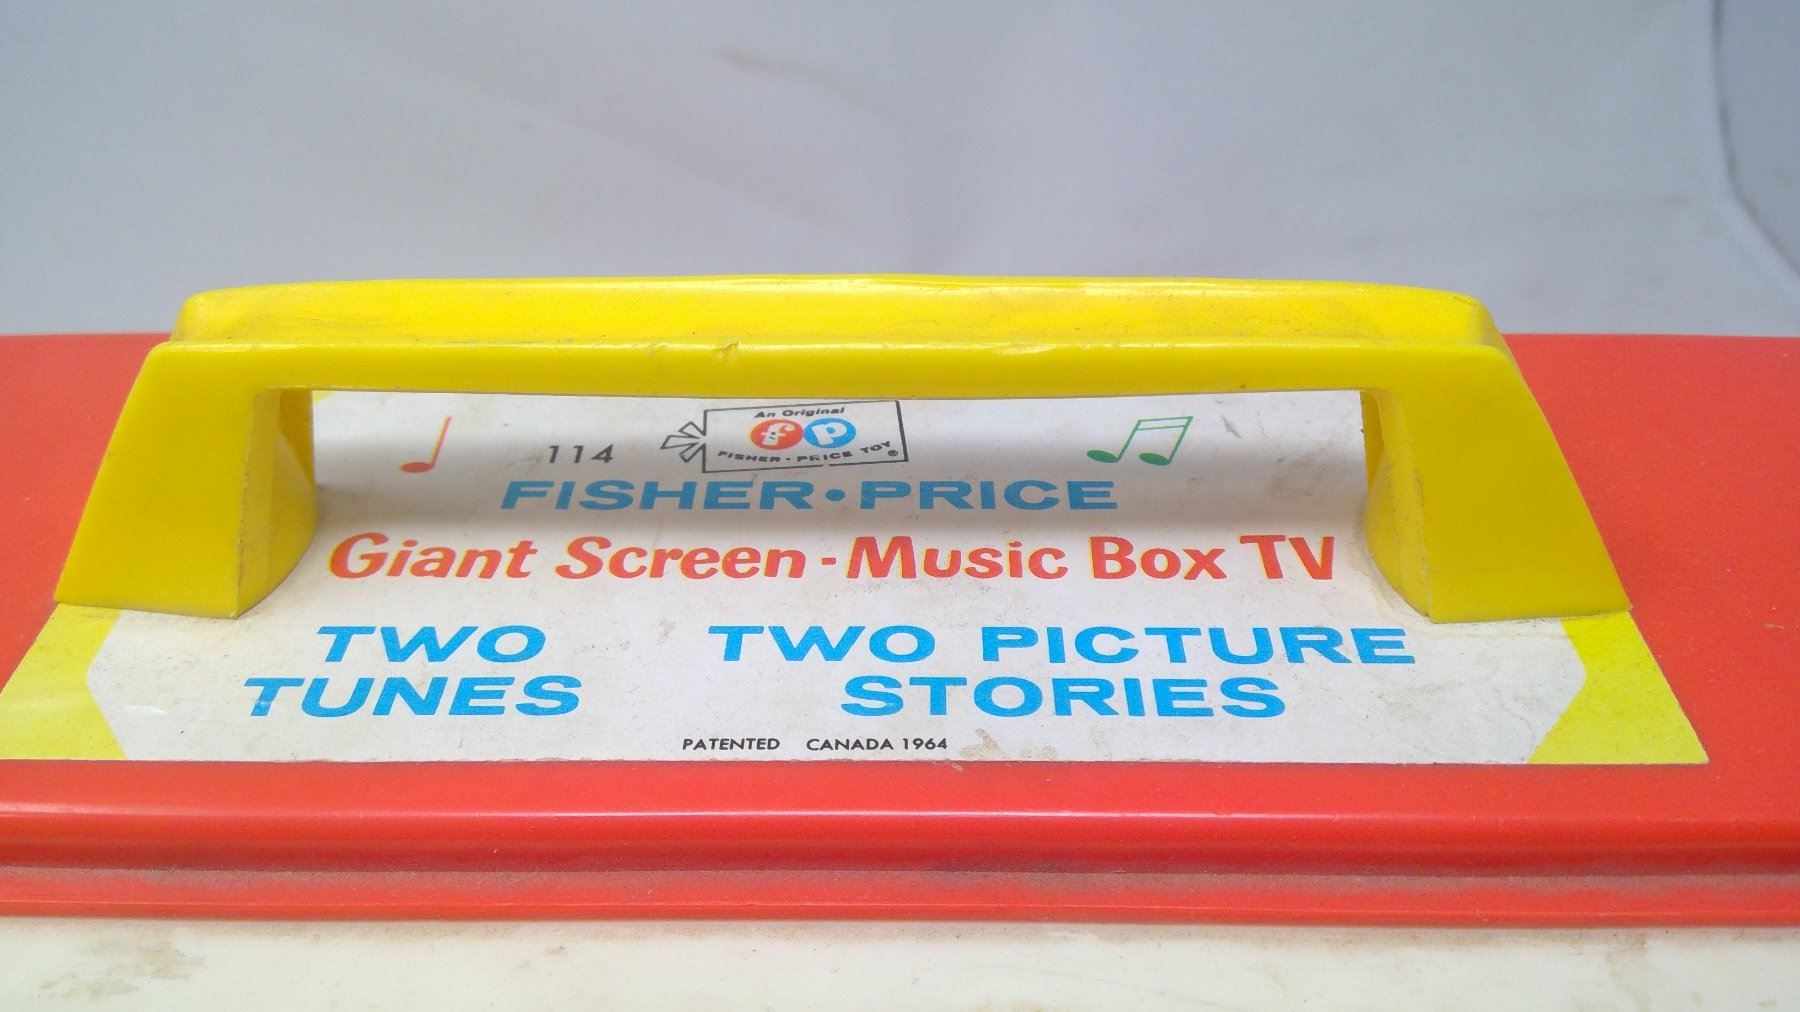 An Original
fp
FISHER-PRICE TOY
®
114
FISHER·PRICE
Giant Screen-Music Box TV
TWO TUNES
TWO PICTURE STORIES
PATENTED CANADA 1964